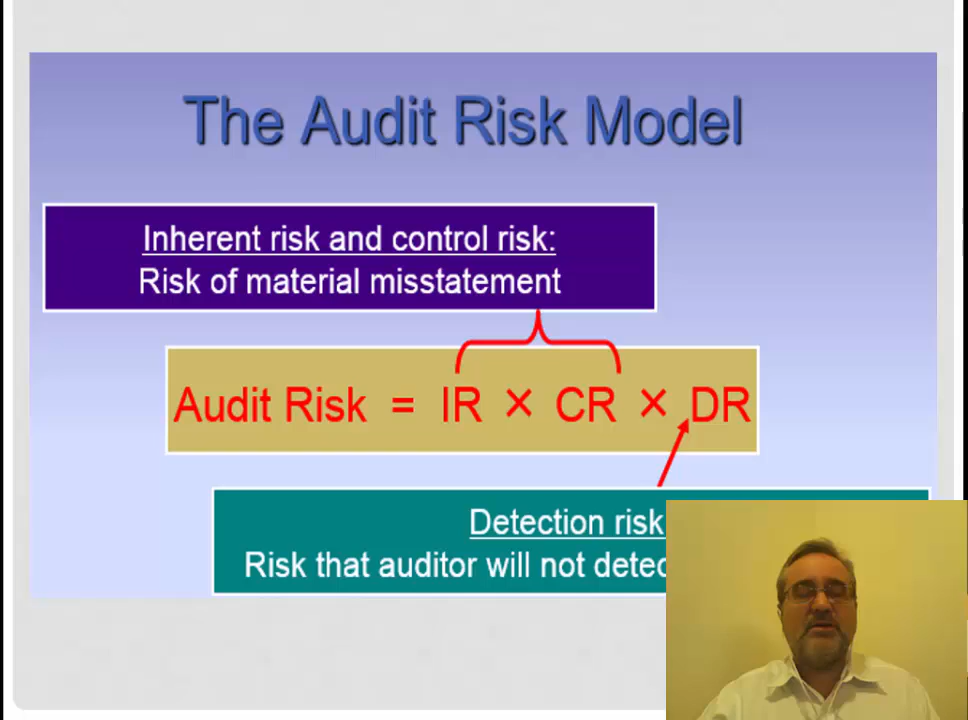 The Audit Risk Model
Inherent risk and control risk:
Risk of material misstatement
Audit Risk = IR × CR × DR
Detection risk
Risk that auditor will not